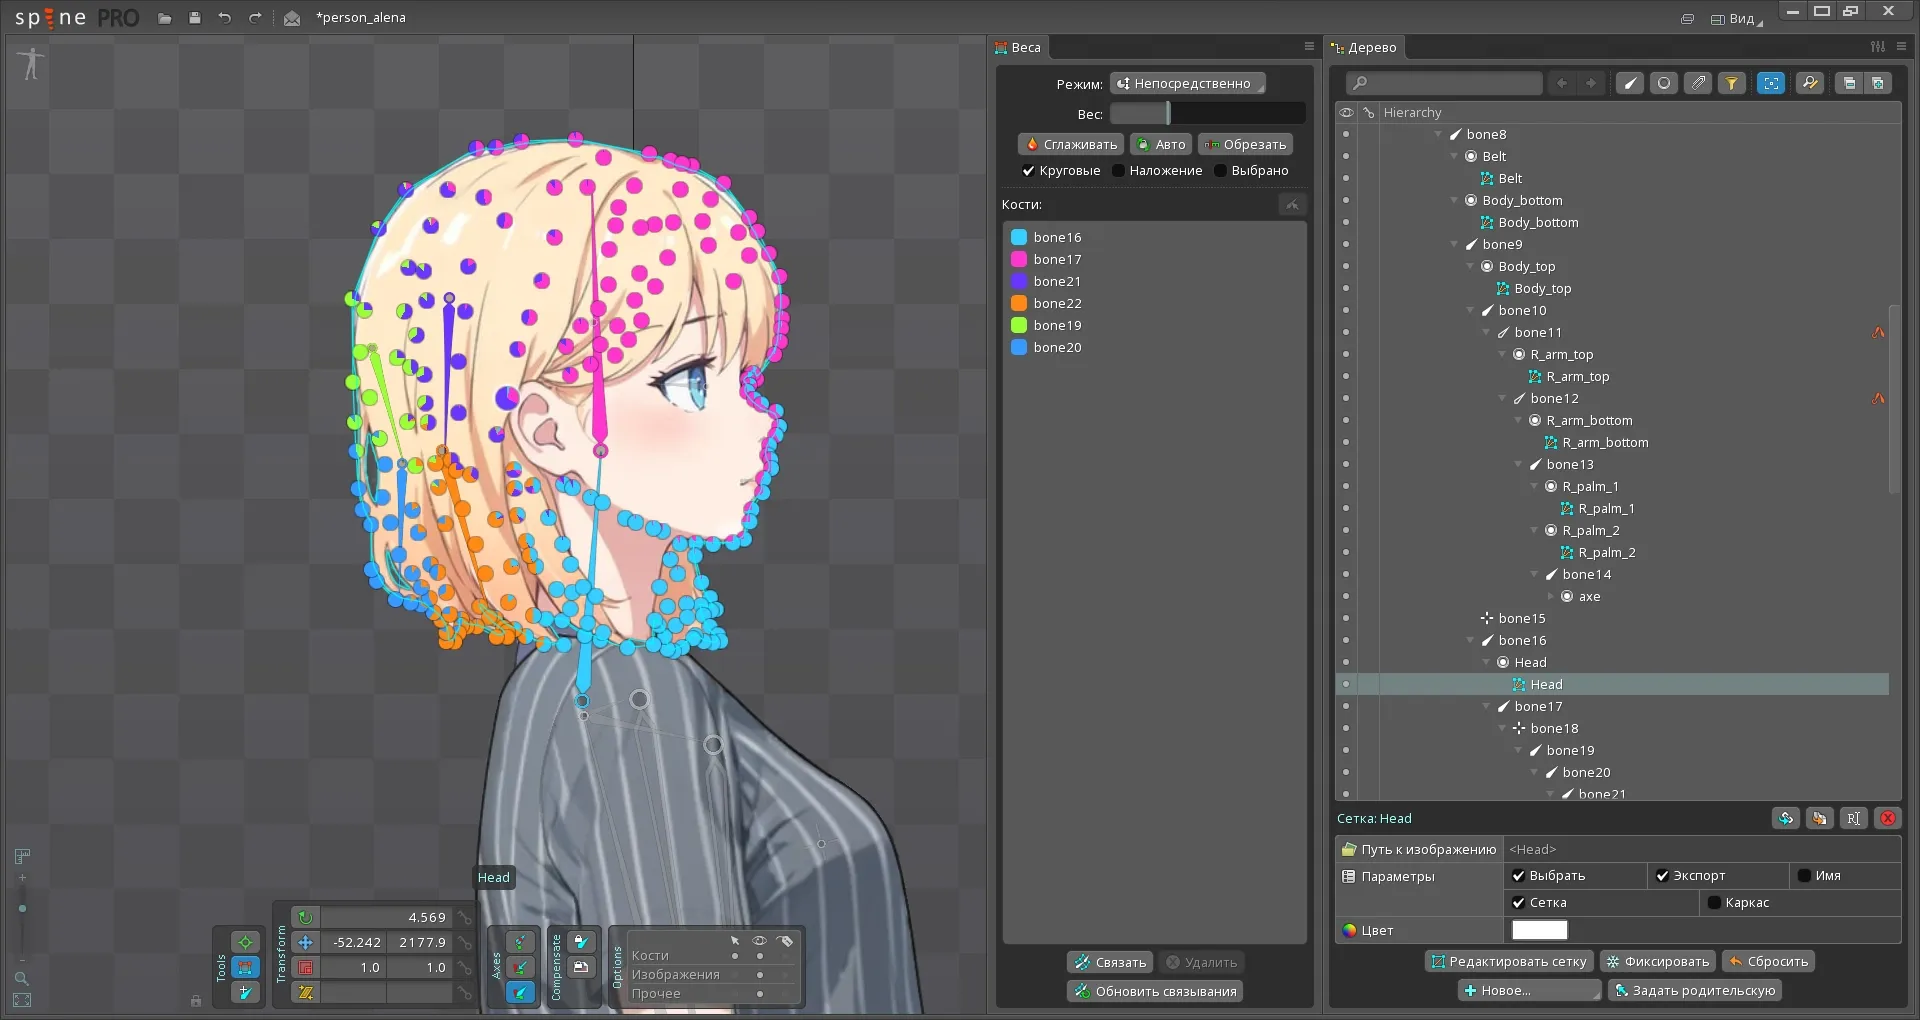 spine PRO
*person_alena
Вид
Веса
Режим:
Непосредственно
Вес:
Сглаживать
Авто
Обрезать
Круговые
Наложение
Выбрано
Кости:
bone16
bone17
bone21
bone22
bone19
bone20
Связать
Удалить
Обновить связывания
Дерево
Hierarchy
bone8
Belt
Belt
Body_bottom
Body_bottom
bone9
Body_top
Body_top
bone10
bone11
R_arm_top
R_arm_top
bone12
R_arm_bottom
R_arm_bottom
bone13
R_palm_1
R_palm_1
R_palm_2
R_palm_2
bone14
axe
bone15
bone16
Head
Head
bone17
bone18
bone19
bone20
bone21
Сетка: Head
Путь к изображению
<Head>
Параметры
Выбрать
Экспорт
Имя
Сетка
Каркас
Цвет
Редактировать сетку
Фиксировать
Сбросить
Новое...
Задать родительскую
Head
Tools
Transform
4.569
-52.242
2177.9
1.0
1.0
Axes
Compensate
Options
Кости
Изображения
Прочее